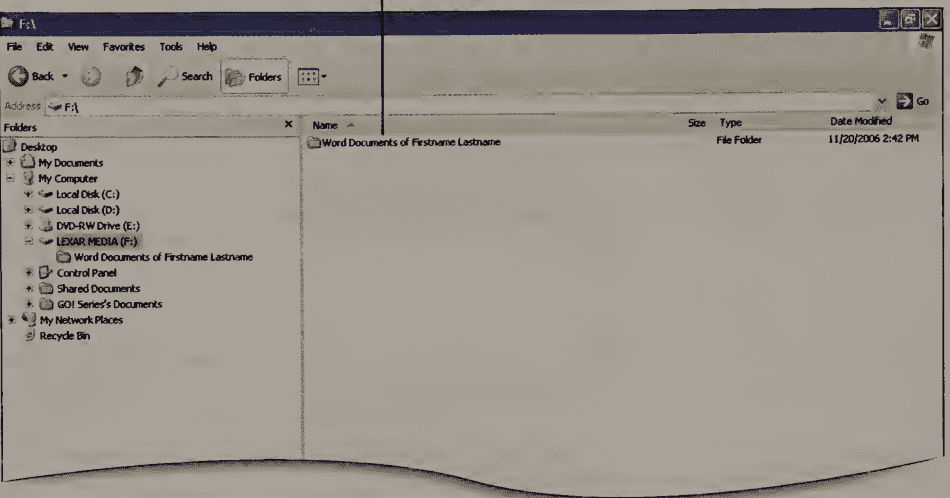 F:\
File Edit View Favorites Tools Help
Back Search Folders
Address F:\ Go
Folders
Desktop
My Documents
My Computer
Local Disk (C:)
Local Disk (D:)
DVD-RW Drive (E:)
LEXAR MEDIA (F:)
Word Documents of Firstname Lastname
Control Panel
Shared Documents
GO! Series's Documents
My Network Places
Recycle Bin
Name Size Type Date Modified
Word Documents of Firstname Lastname File Folder 11/20/2006 2:42 PM